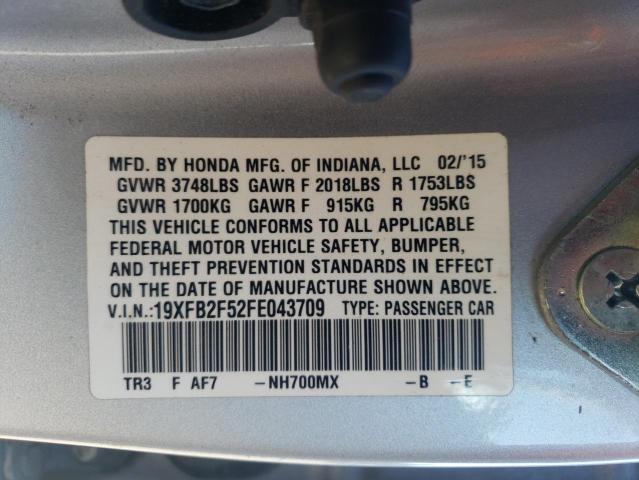 MFD. BY HONDA MFG. OF INDIANA, LLC 02/'15
GVWR 3748LBS GAWR F 2018LBS R 1753LBS
GVWR 1700KG GAWR F 915KG R 795KG
THIS VEHICLE CONFORMS TO ALL APPLICABLE
FEDERAL MOTOR VEHICLE SAFETY, BUMPER,
AND THEFT PREVENTION STANDARDS IN EFFECT
ON THE DATE OF MANUFACTURE SHOWN ABOVE.
V.I.N.:19XFB2F52FE043709 TYPE: PASSENGER CAR
TR3 F AF7 -NH700MX -B -E